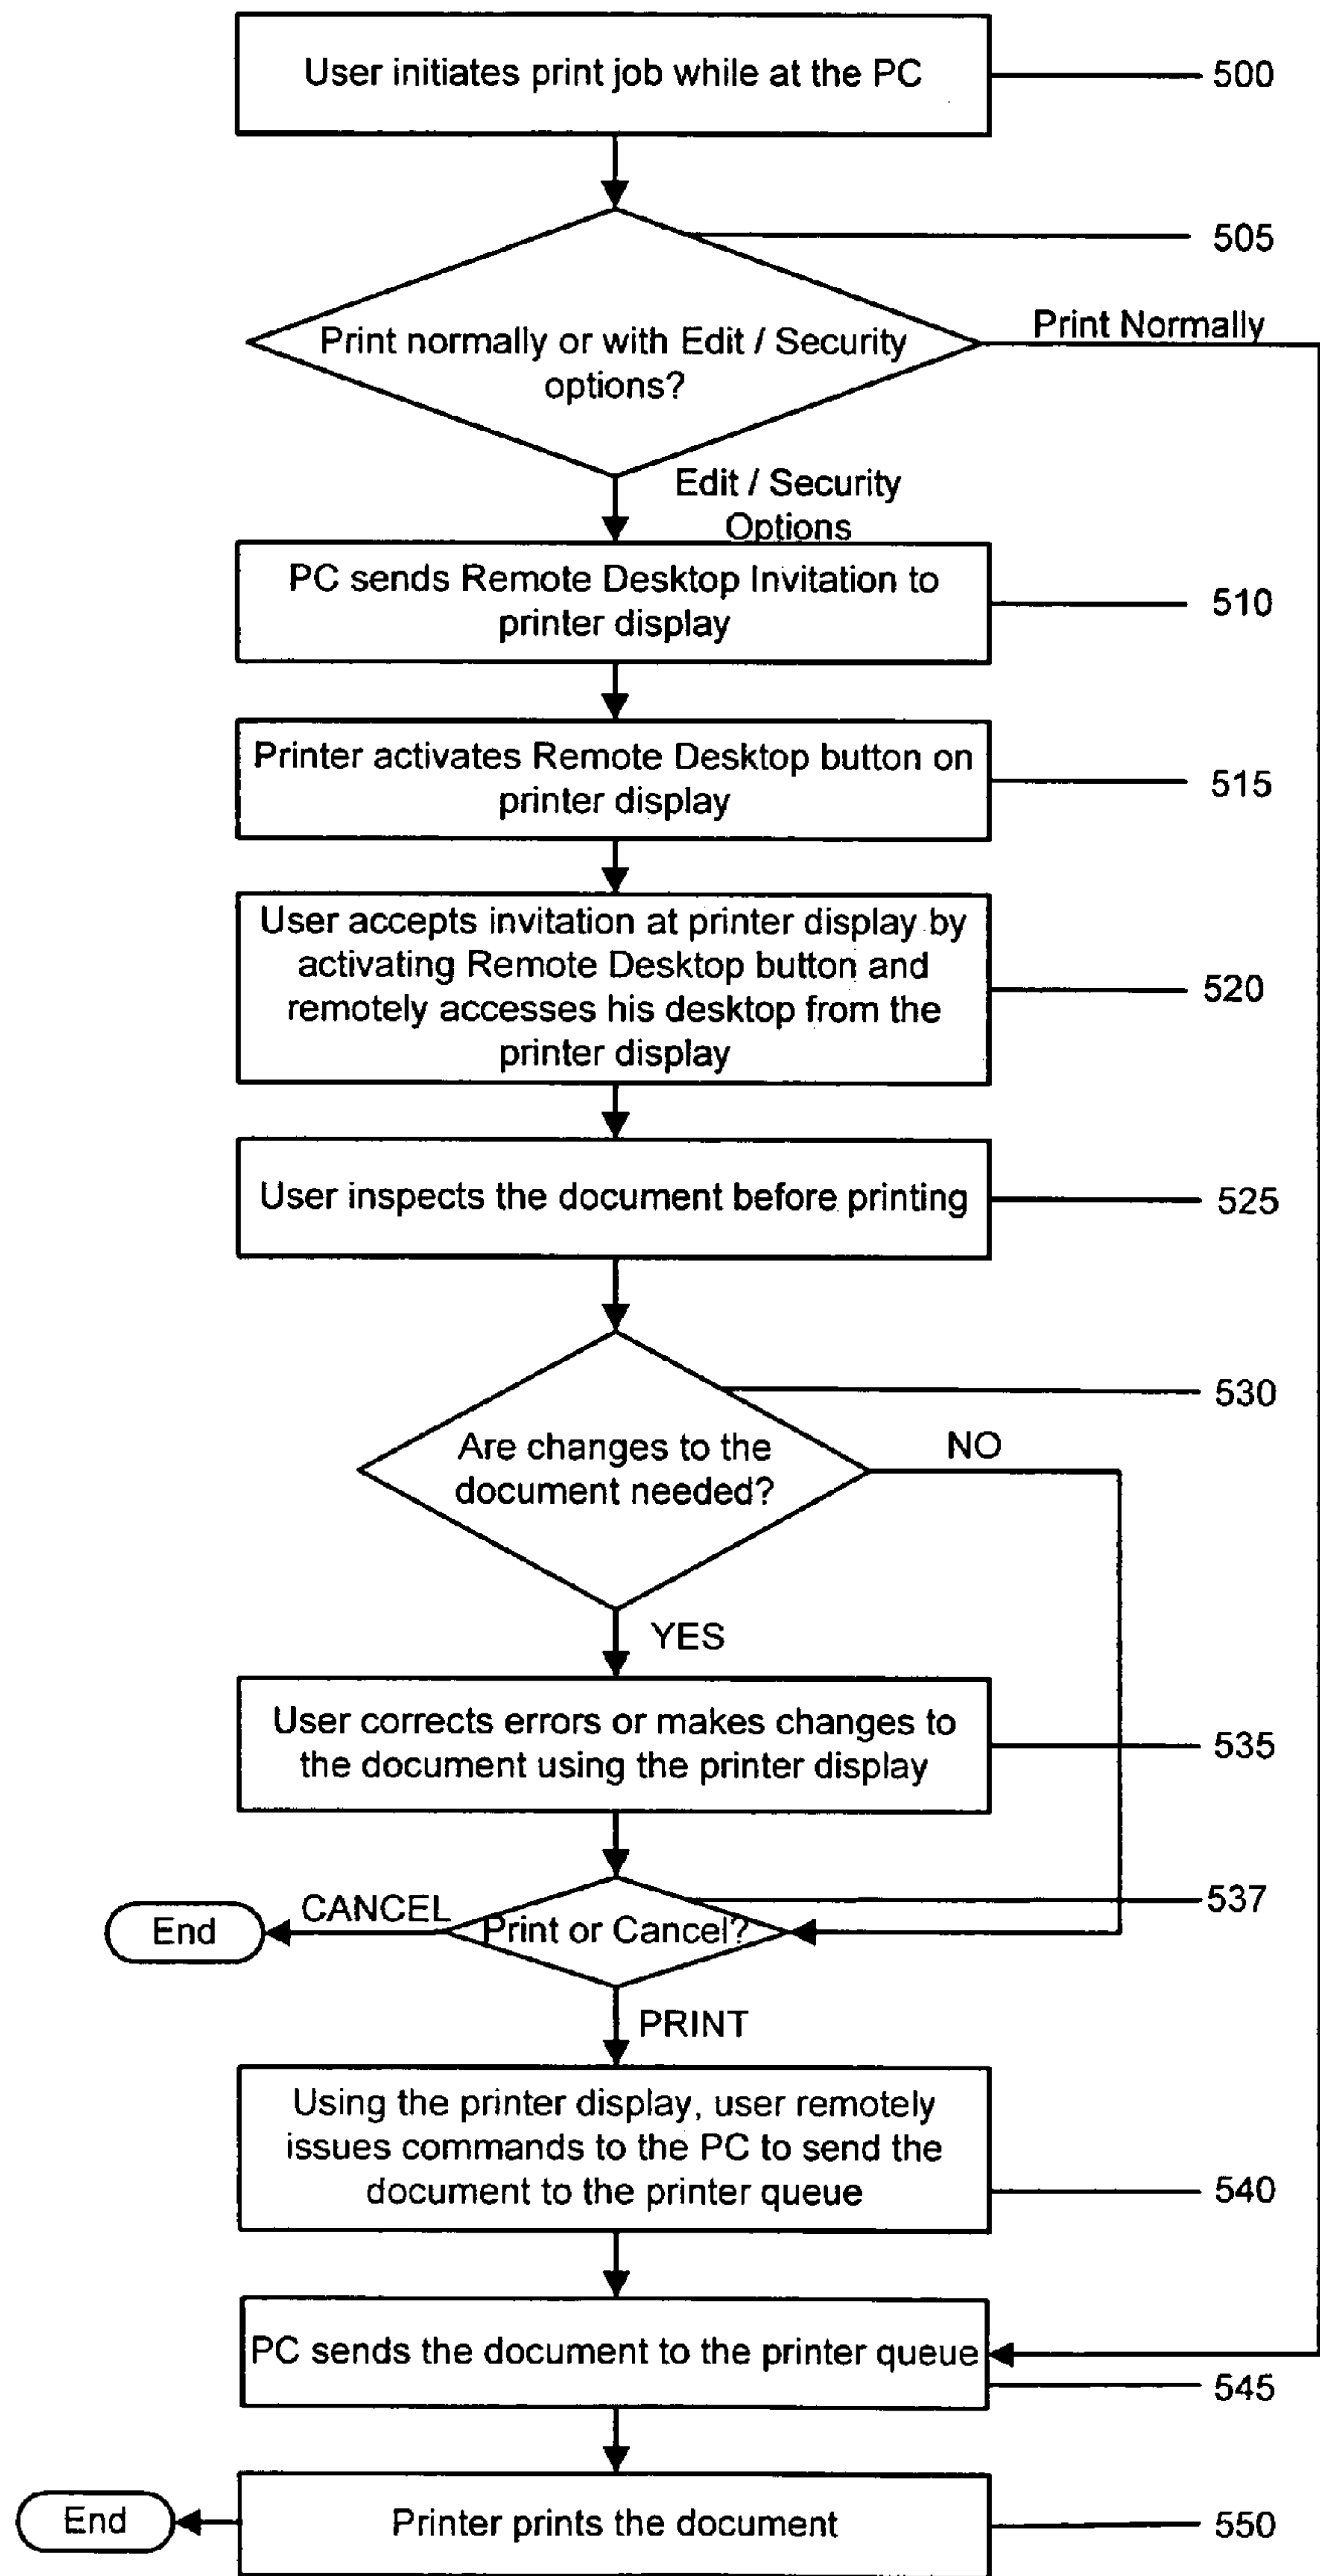 User initiates print job while at the PC
500
505
Print normally or with Edit / Security
options?
Print Normally
Edit / Security
Options
PC sends Remote Desktop Invitation to
printer display
510
Printer activates Remote Desktop button on
printer display
515
User accepts invitation at printer display by
activating Remote Desktop button and
remotely accesses his desktop from the
printer display
520
User inspects the document before printing
525
530
Are changes to the
document needed?
NO
YES
User corrects errors or makes changes to
the document using the printer display
535
537
End
CANCEL
Print or Cancel?
PRINT
Using the printer display, user remotely
issues commands to the PC to send the
document to the printer queue
540
PC sends the document to the printer queue
545
End
Printer prints the document
550